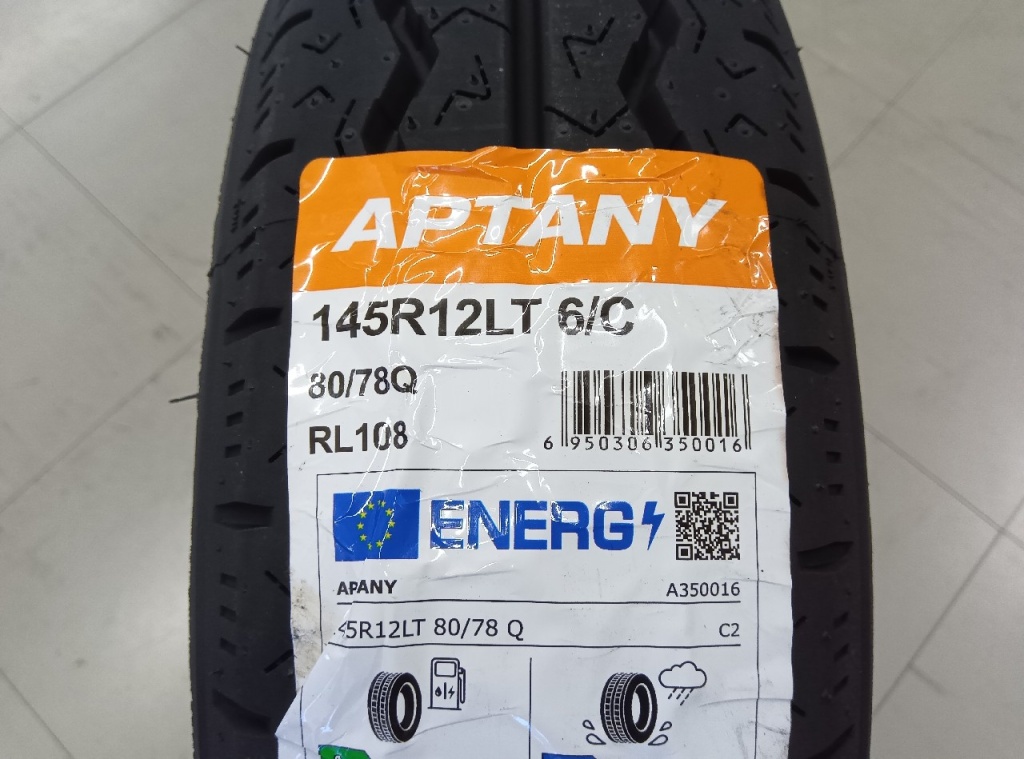 APTANY
145R12LT 6/C
80/78Q
RL108
6 950306 350016
ENERG
APANY A350016
45R12LT 80/78 Q C2